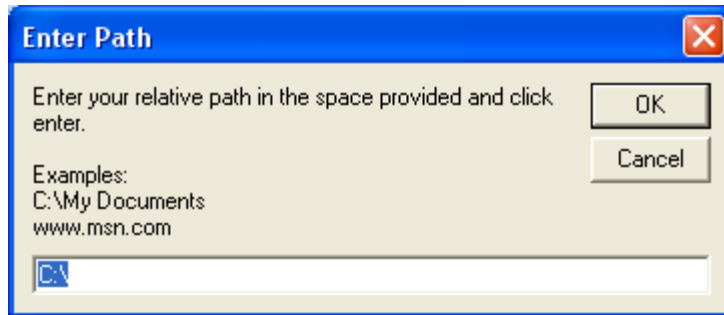 Enter Path
Enter your relative path in the space provided and click
enter.
OK
Cancel
Examples:
C:\My Documents
www.msn.com
C:\